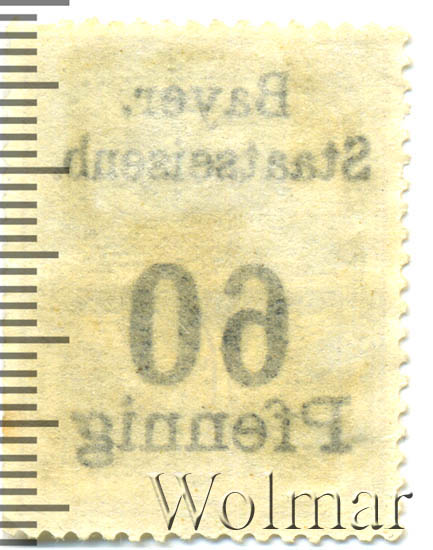 Bayer.
Staatseisenb.
60
Pfennig
Wolmar